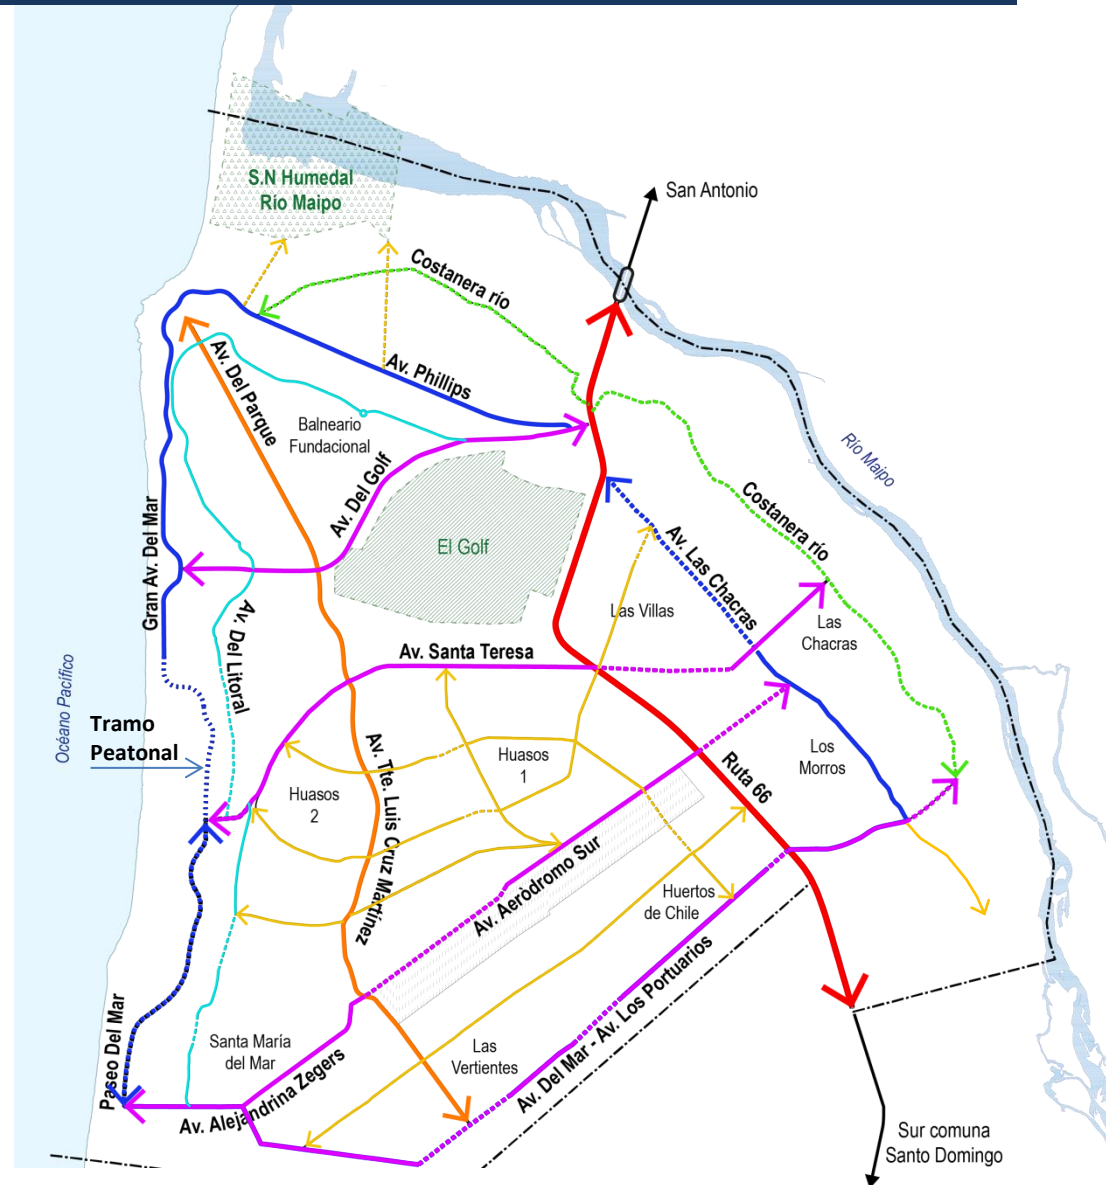 S.N Humedal
Río Maipo
San Antonio
Costanera río
Av. Phillips
Av. Del Parque
Balneario
Fundacional
Av. Del Golf
El Golf
Río Maipo
Costanera río
Gran Av. Del Mar
Av. Las Chacras
Las Villas
Las
Chacras
Av. Del Litoral
Av. Santa Teresa
Océano Pacífico
Tramo
Peatonal
Av. Tte. Luis Cruz Martínez
Huasos
1
Huasos
2
Ruta 66
Los
Morros
Av. Aeròdromo Sur
Huertos
de Chile
Paseo Del Mar
Santa María
del Mar
Las
Vertientes
Av. Del Mar - Av. Los Portuarios
Av. Alejandrina Zegers
Sur comuna
Santo Domingo